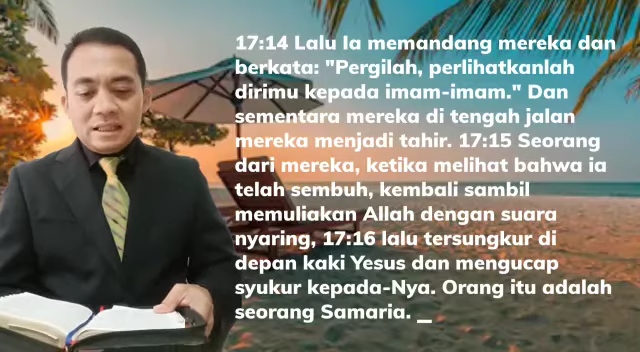 17:14 Lalu Ia memandang mereka dan
berkata: "Pergilah, perlihatkanlah
dirimu kepada imam-imam." Dan
sementara mereka di tengah jalan
mereka menjadi tahir. 17:15 Seorang
dari mereka, ketika melihat bahwa ia
telah sembuh, kembali sambil
memuliakan Allah dengan suara
nyaring, 17:16 lalu tersungkur di
depan kaki Yesus dan mengucap
syukur kepada-Nya. Orang itu adalah
seorang Samaria. _